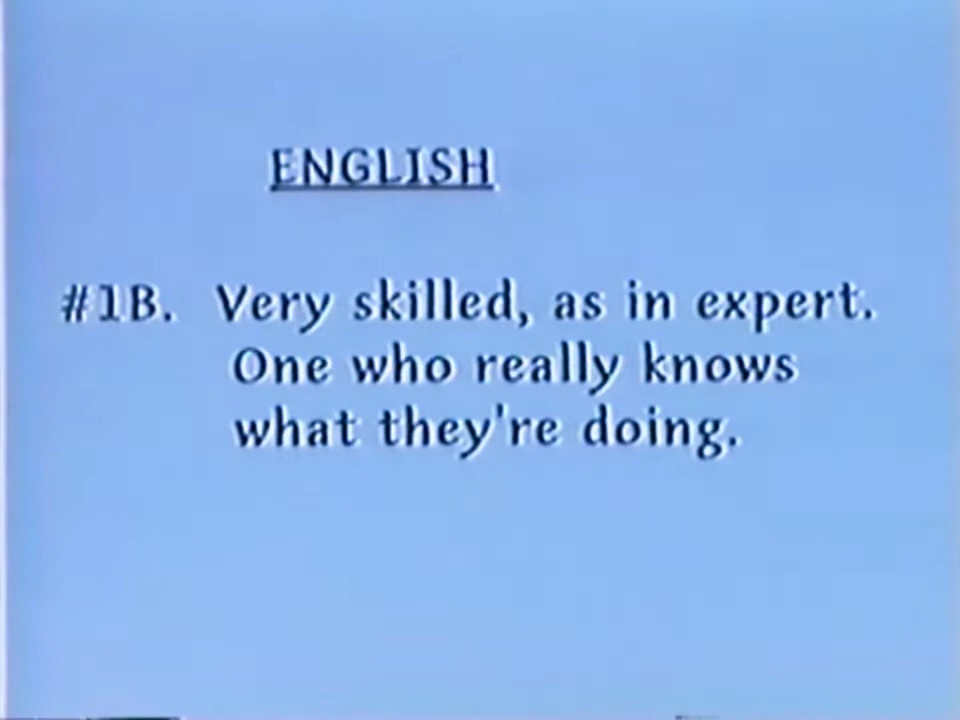 ENGLISH
#1B. Very skilled, as in expert.
One who really knows
what they're doing.